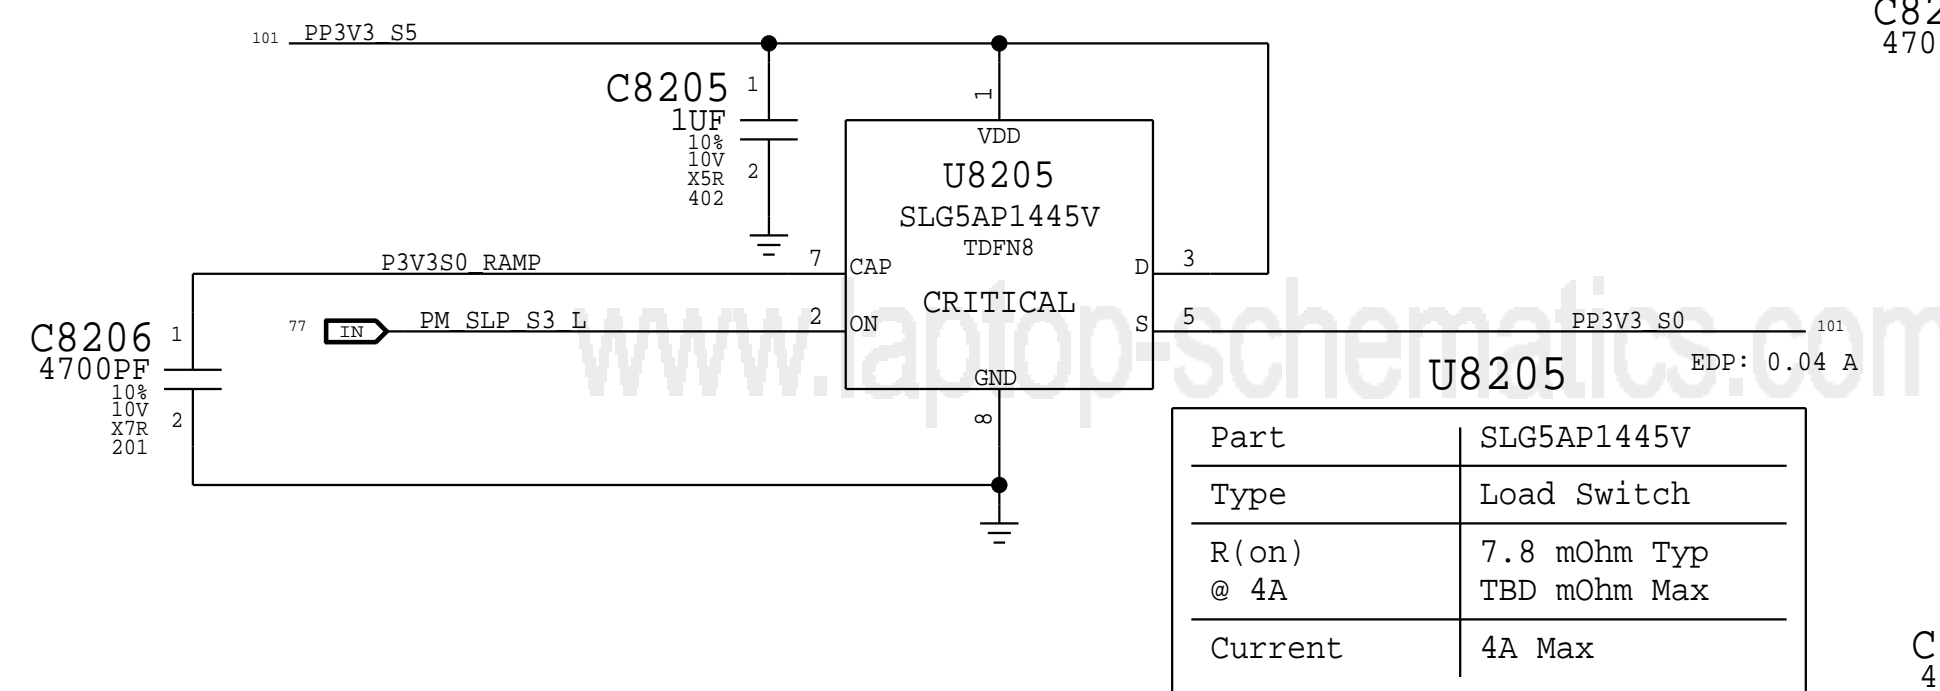 101 PP3V3_S5
C8205 1
1UF
10%
10V
X5R
402
2
1
VDD
U8205
SLG5AP1445V
TDFN8
CRITICAL
CAP
ON
D
S
GND
8
P3V3S0_RAMP 7
77 IN PM_SLP_S3_L 2
3
5 PP3V3_S0 101
EDP: 0.04 A
C8206 1
4700PF
10%
10V
X7R
201
2
www.laptop-schematics.com
U8205
Part SLG5AP1445V
Type Load Switch
R(on) 7.8 mOhm Typ
@ 4A TBD mOhm Max
Current 4A Max
C82
470
C
4